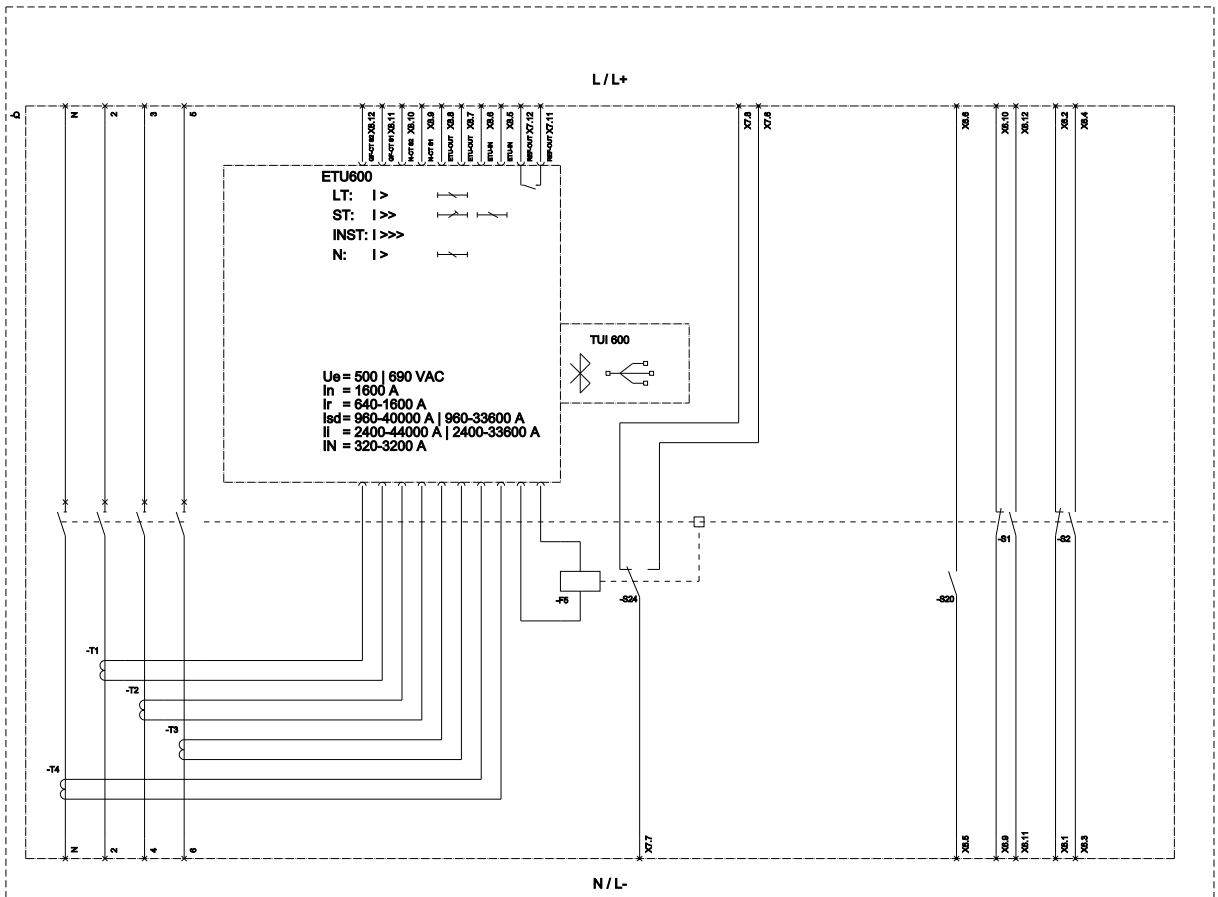 L / L+
-Q
N
2
3
5
GF-CT S2 X8.12
GF-CT S1 X8.11
N-CT S2 X8.10
N-CT S1 X8.9
ETU-OUT X8.8
ETU-OUT X8.7
ETU-IN X8.6
ETU-IN X8.5
REF-OUT X7.12
REF-OUT X7.11
X7.8
X7.6
X6.6
X6.10
X6.12
X6.2
X6.4
ETU600
LT: I >
ST: I >>
INST: I >>>
N: I >
TUI 600
Ue = 500 | 690 VAC
In = 1600 A
Ir = 640-1600 A
Isd = 960-40000 A | 960-33600 A
Ii = 2400-44000 A | 2400-33600 A
IN = 320-3200 A
-S1
-S2
-F5
-S24
-S20
-T1
-T2
-T3
-T4
N
2
4
6
X7.7
X6.5
X6.9
X6.11
X6.1
X6.3
N / L-